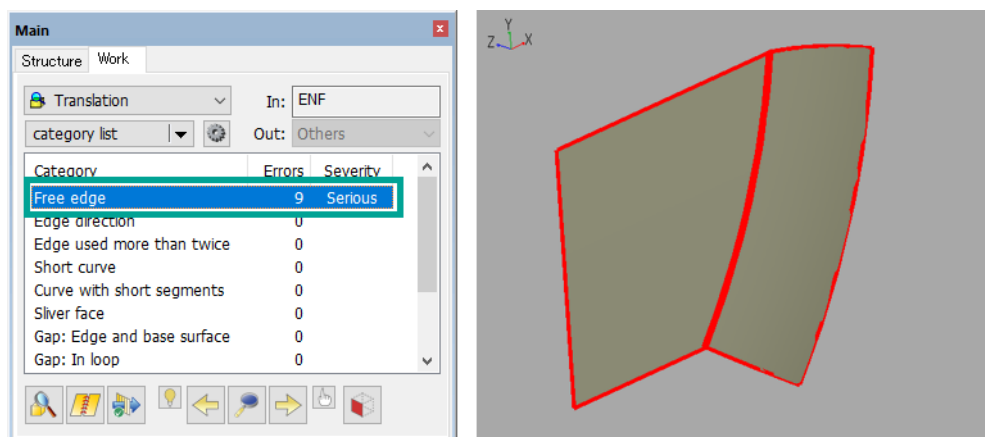 Main
Structure Work
Translation In: ENF
category list Out: Others
Category Errors Severity
Free edge 9 Serious
Edge direction 0
Edge used more than twice 0
Short curve 0
Curve with short segments 0
Sliver face 0
Gap: Edge and base surface 0
Gap: In loop 0
Y
Z X